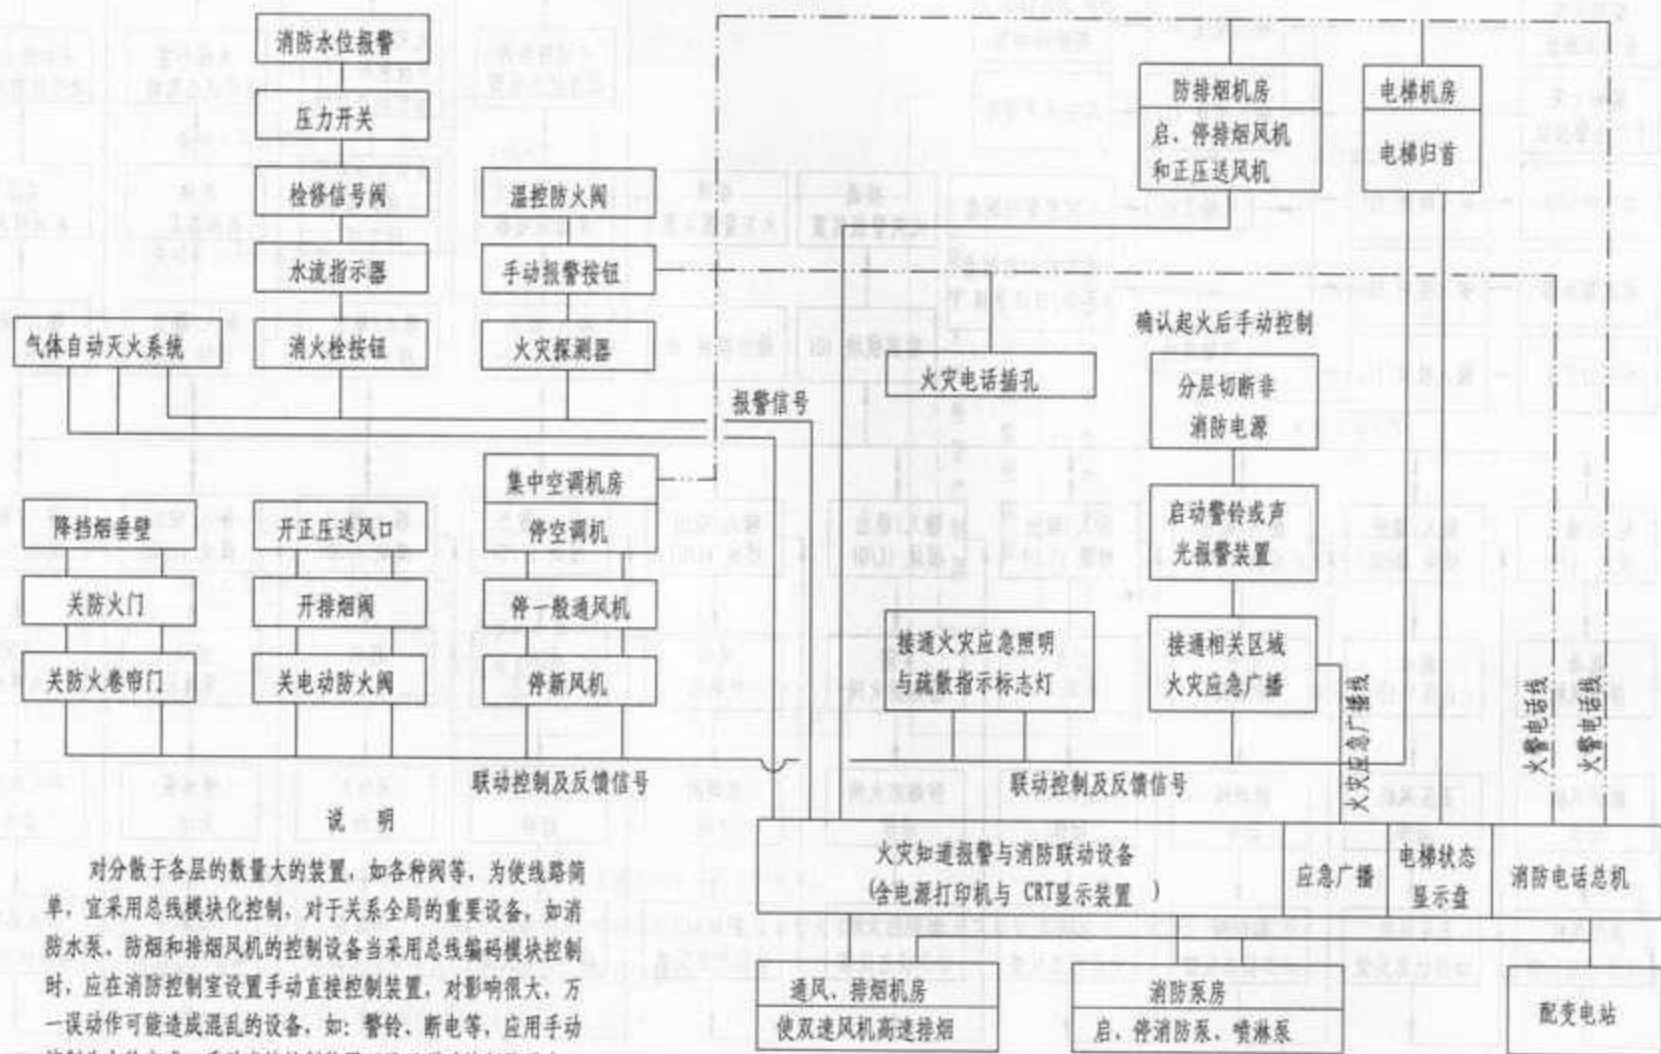 消防水位报警
压力开关
检修信号阀
水流指示器
消火栓按钮
温控防火阀
手动报警按钮
火灾探测器
气体自动灭火系统
防排烟机房
启、停排烟风机
和正压送风机
电梯机房
电梯归首
火灾电话插孔
报警信号
确认起火后手动控制
分层切断非
消防电源
启动警铃或声
光报警装置
接通相关区域
火灾应急广播
接通火灾应急照明
与疏散指示标志灯
集中空调机房
停空调机
停一般通风机
停新风机
降挡烟垂壁
关防火门
关防火卷帘门
开正压送风口
开排烟阀
关电动防火阀
联动控制及反馈信号
联动控制及反馈信号
火灾应急广播线
火警电话线
火警电话线
火灾知道报警与消防联动设备
(含电源打印机与 CRT显示装置 )
应急广播
电梯状态
显示盘
消防电话总机
通风、排烟机房
使双速风机高速排烟
消防泵房
启、停消防泵、喷淋泵
配变电站
说 明
对分散于各层的数量大的装置，如各种阀等，为使线路简
单，宜采用总线模块化控制，对于关系全局的重要设备，如消
防水泵、防烟和排烟风机的控制设备当采用总线编码模块控制
时，应在消防控制室设置手动直接控制装置，对影响很大，万
一误动作可能造成混乱的设备，如：警铃、断电等，应用手动